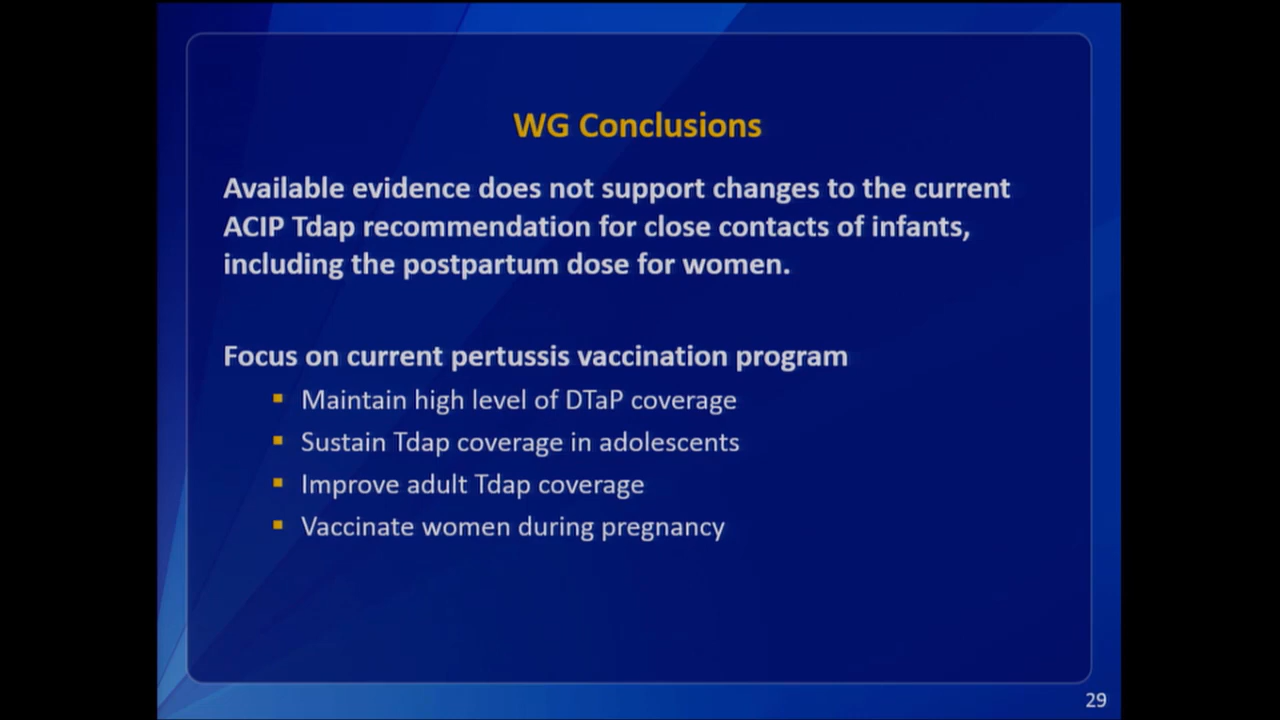 WG Conclusions
Available evidence does not support changes to the current
ACIP Tdap recommendation for close contacts of infants,
including the postpartum dose for women.
Focus on current pertussis vaccination program
▪ Maintain high level of DTaP coverage
▪ Sustain Tdap coverage in adolescents
▪ Improve adult Tdap coverage
▪ Vaccinate women during pregnancy
29